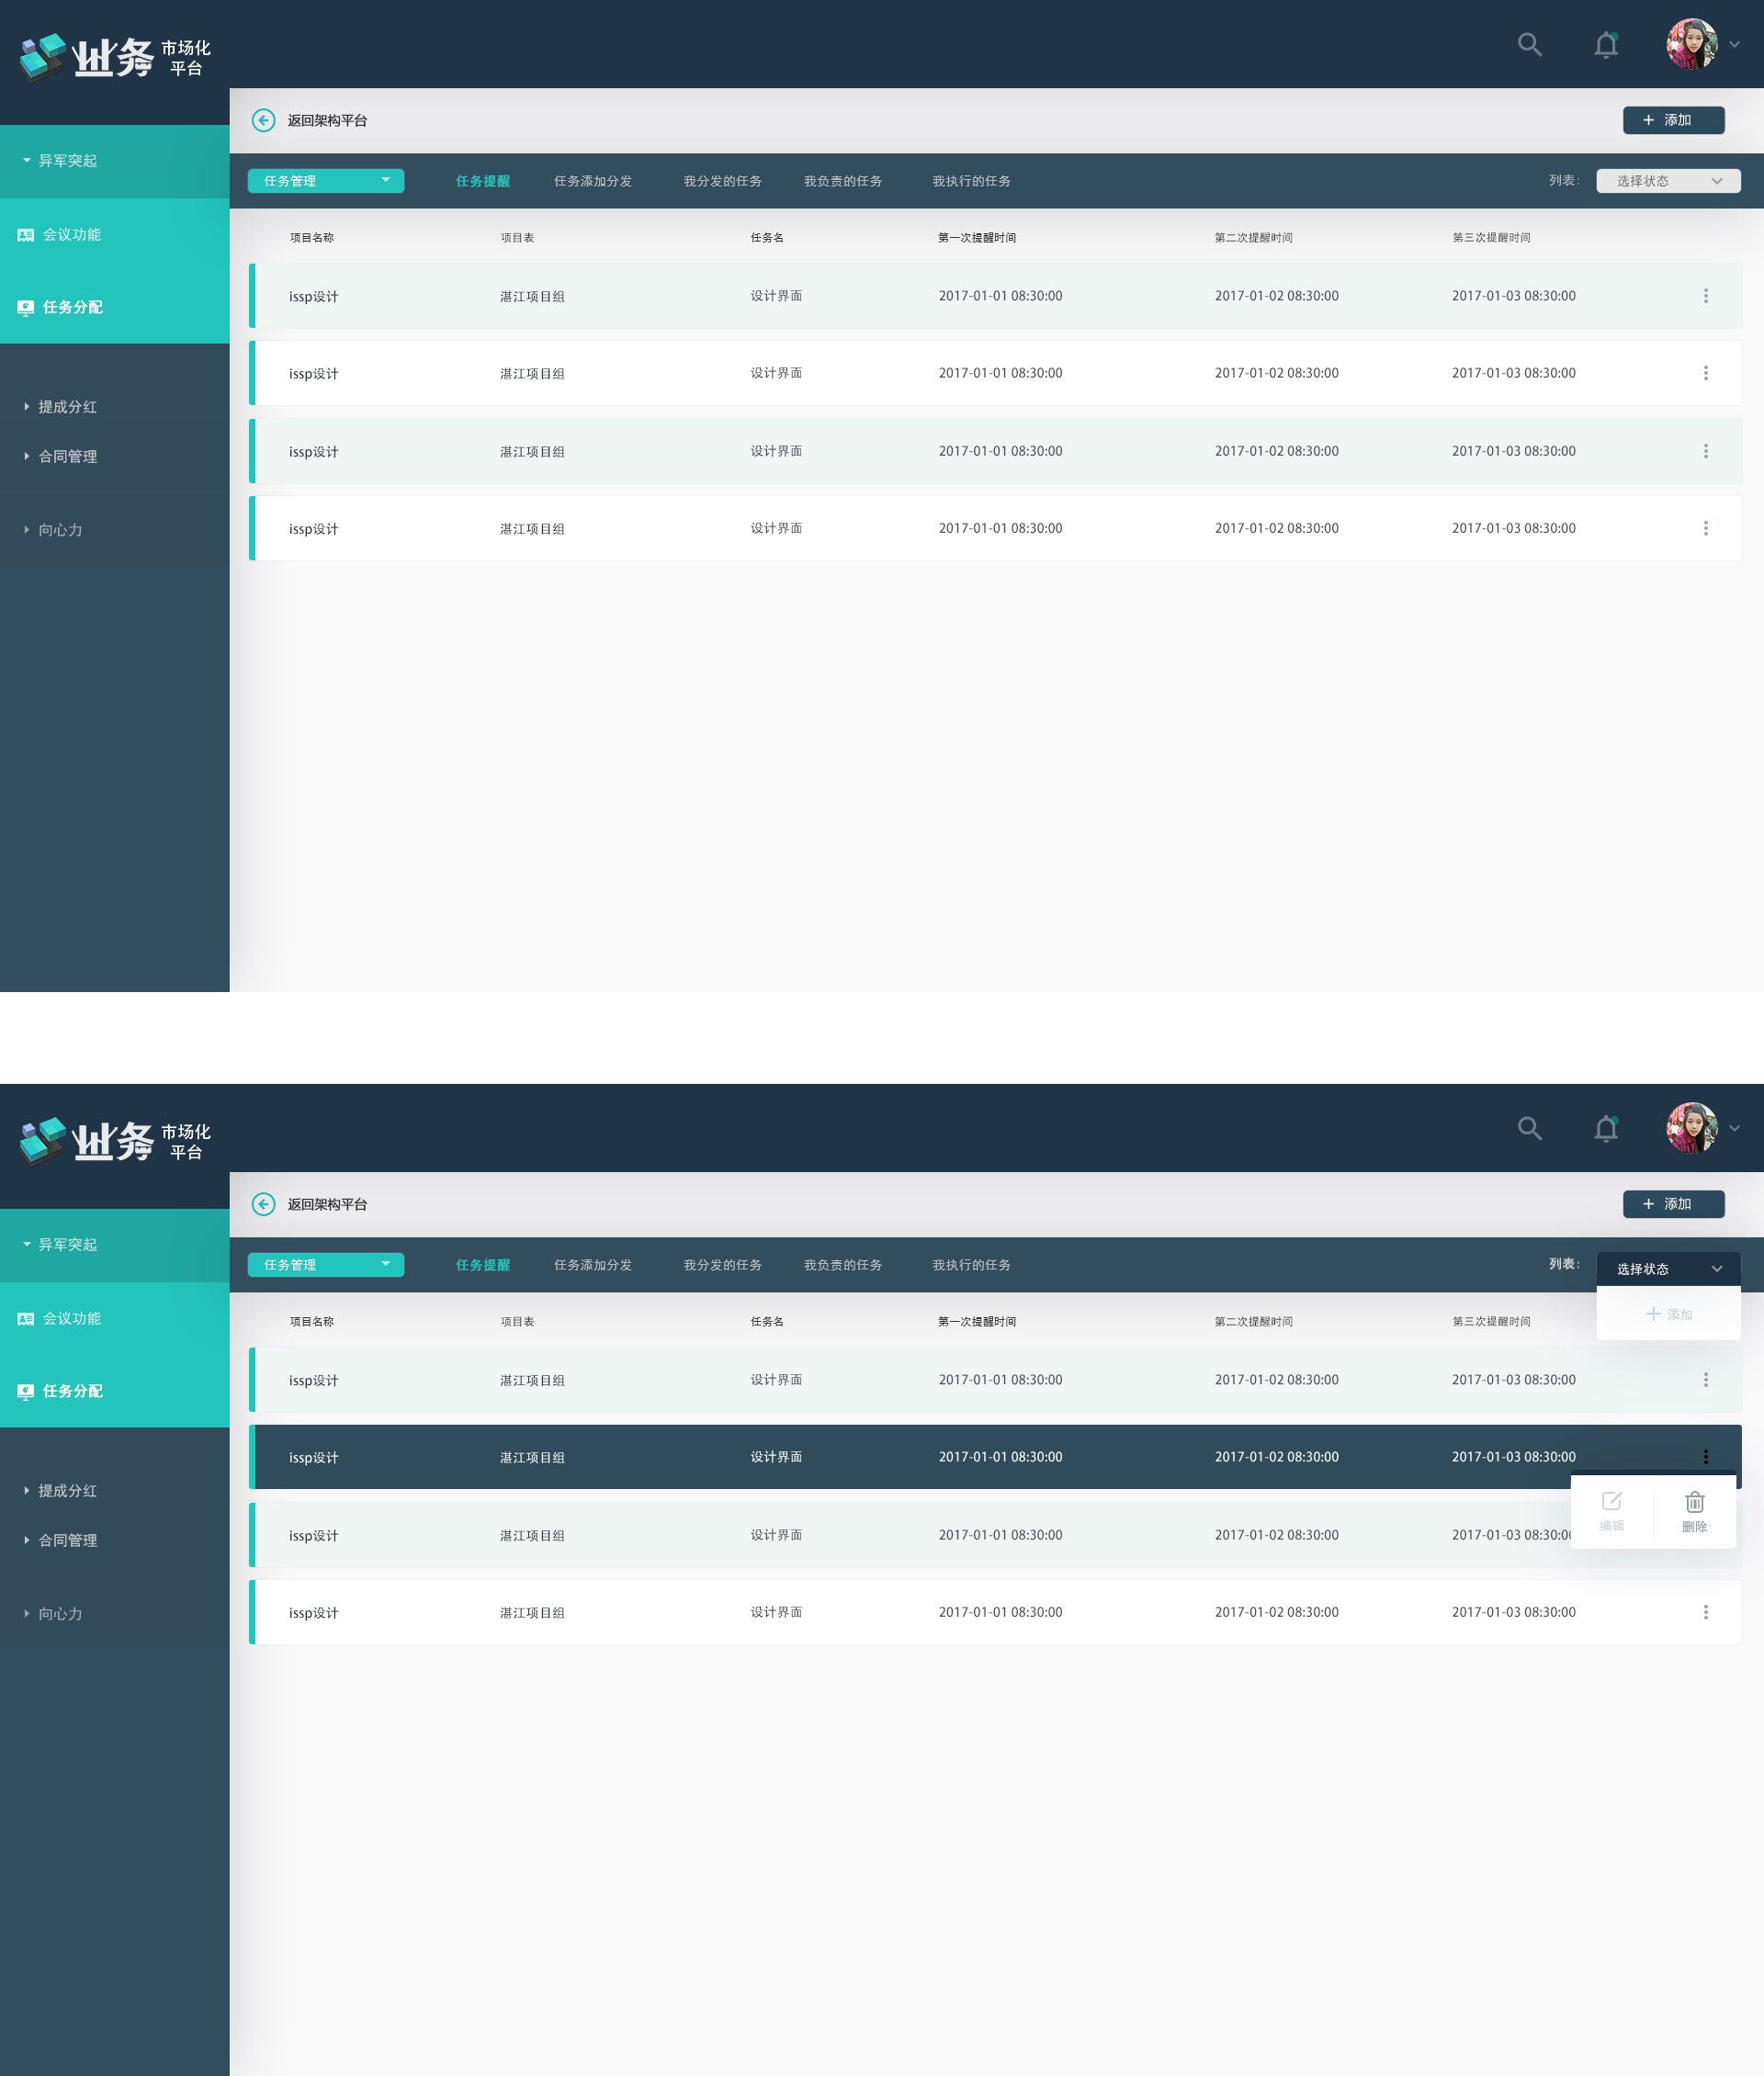 业务 市场化
平台
返回架构平台
+ 添加
异军突起
任务管理 任务提醒 任务添加分发 我分发的任务 我负责的任务 我执行的任务 列表: 选择状态
会议功能
项目名称 项目表 任务名 第一次提醒时间 第二次提醒时间 第三次提醒时间
任务分配
issp设计 湛江项目组 设计界面 2017-01-01 08:30:00 2017-01-02 08:30:00 2017-01-03 08:30:00
issp设计 湛江项目组 设计界面 2017-01-01 08:30:00 2017-01-02 08:30:00 2017-01-03 08:30:00
提成分红
issp设计 湛江项目组 设计界面 2017-01-01 08:30:00 2017-01-02 08:30:00 2017-01-03 08:30:00
合同管理
issp设计 湛江项目组 设计界面 2017-01-01 08:30:00 2017-01-02 08:30:00 2017-01-03 08:30:00
向心力
业务 市场化
平台
返回架构平台
+ 添加
异军突起
任务管理 任务提醒 任务添加分发 我分发的任务 我负责的任务 我执行的任务 列表: 选择状态
+ 添加
会议功能
项目名称 项目表 任务名 第一次提醒时间 第二次提醒时间 第三次提醒时间
任务分配
issp设计 湛江项目组 设计界面 2017-01-01 08:30:00 2017-01-02 08:30:00 2017-01-03 08:30:00
issp设计 湛江项目组 设计界面 2017-01-01 08:30:00 2017-01-02 08:30:00 2017-01-03 08:30:00
编辑 删除
提成分红
issp设计 湛江项目组 设计界面 2017-01-01 08:30:00 2017-01-02 08:30:00 2017-01-03 08:30:0
合同管理
issp设计 湛江项目组 设计界面 2017-01-01 08:30:00 2017-01-02 08:30:00 2017-01-03 08:30:00
向心力